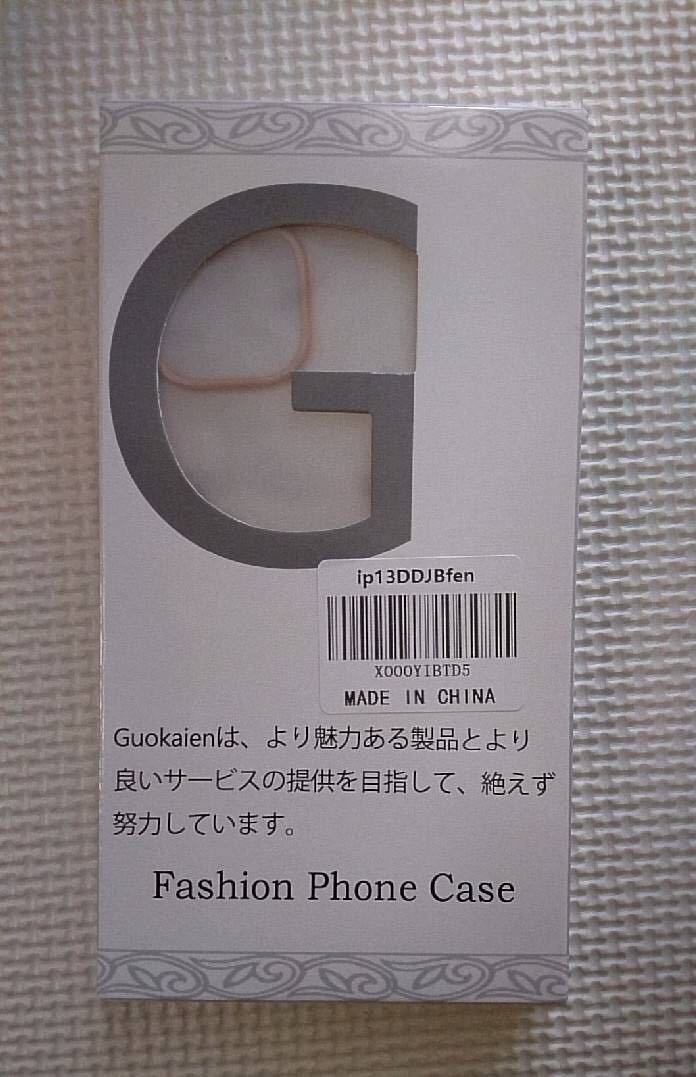 G
ip13DDJBfen
X000YIBTD5
MADE IN CHINA
Guokaienは、より魅力ある製品とより
良いサービスの提供を目指して、絶えず
努力しています。
Fashion Phone Case